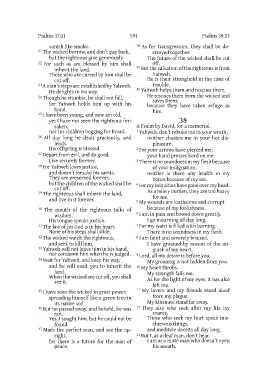 Psalms 37:21 591 Psalms 38:13
vanish like smoke.
21 The wicked borrow, and don't pay back,
but the righteous give generously.
22 For such as are blessed by him shall
inherit the land.
Those who are cursed by him shall be
cut off.
23 A man's steps are established by Yahweh.
He delights in his way.
24 Though he stumble, he shall not fall,
for Yahweh holds him up with his
hand.
25 I have been young, and now am old,
yet I have not seen the righteous for-
saken,
nor his children begging for bread.
26 All day long he deals graciously, and
lends.
His offspring is blessed.
27 Depart from evil, and do good.
Live securely forever.
28 For Yahweh loves justice,
and doesn't forsake his saints.
They are preserved forever,
but the children of the wicked shall be
cut off.
29 The righteous shall inherit the land,
and live in it forever.
30 The mouth of the righteous talks of
wisdom.
His tongue speaks justice.
31 The law of his God is in his heart.
None of his steps shall slide.
32 The wicked watch the righteous,
and seek to kill him.
33 Yahweh will not leave him in his hand,
nor condemn him when he is judged.
34 Wait for Yahweh, and keep his way,
and he will exalt you to inherit the
land.
When the wicked are cut off, you shall
see it.
35 I have seen the wicked in great power,
spreading himself like a green tree in
its native soil.
36 But he passed away, and behold, he was
not.
Yes, I sought him, but he could not be
found.
37 Mark the perfect man, and see the up-
right,
for there is a future for the man of
peace.
38 As for transgressors, they shall be de-
stroyed together.
The future of the wicked shall be cut
off.
39 But the salvation of the righteous is from
Yahweh.
He is their stronghold in the time of
trouble.
40 Yahweh helps them and rescues them.
He rescues them from the wicked and
saves them,
because they have taken refuge in
him.
38
A Psalm by David, for a memorial.
1 Yahweh, don't rebuke me in your wrath,
neither chasten me in your hot dis-
pleasure.
2 For your arrows have pierced me,
your hand presses hard on me.
3 There is no soundness in my flesh because
of your indignation,
neither is there any health in my
bones because of my sin.
4 For my iniquities have gone over my head.
As a heavy burden, they are too heavy
for me.
5 My wounds are loathsome and corrupt
because of my foolishness.
6 I am in pain and bowed down greatly.
I go mourning all day long.
7 For my waist is filled with burning.
There is no soundness in my flesh.
8 I am faint and severely bruised.
I have groaned by reason of the an-
guish of my heart.
9 Lord, all my desire is before you.
My groaning is not hidden from you.
10 My heart throbs.
My strength fails me.
As for the light of my eyes, it has also
left me.
11 My lovers and my friends stand aloof
from my plague.
My kinsmen stand far away.
12 They also who seek after my life lay
snares.
Those who seek my hurt speak mis-
chievous things,
and meditate deceits all day long.
13 But I, as a deaf man, don't hear.
I am as a mute man who doesn't open
his mouth.